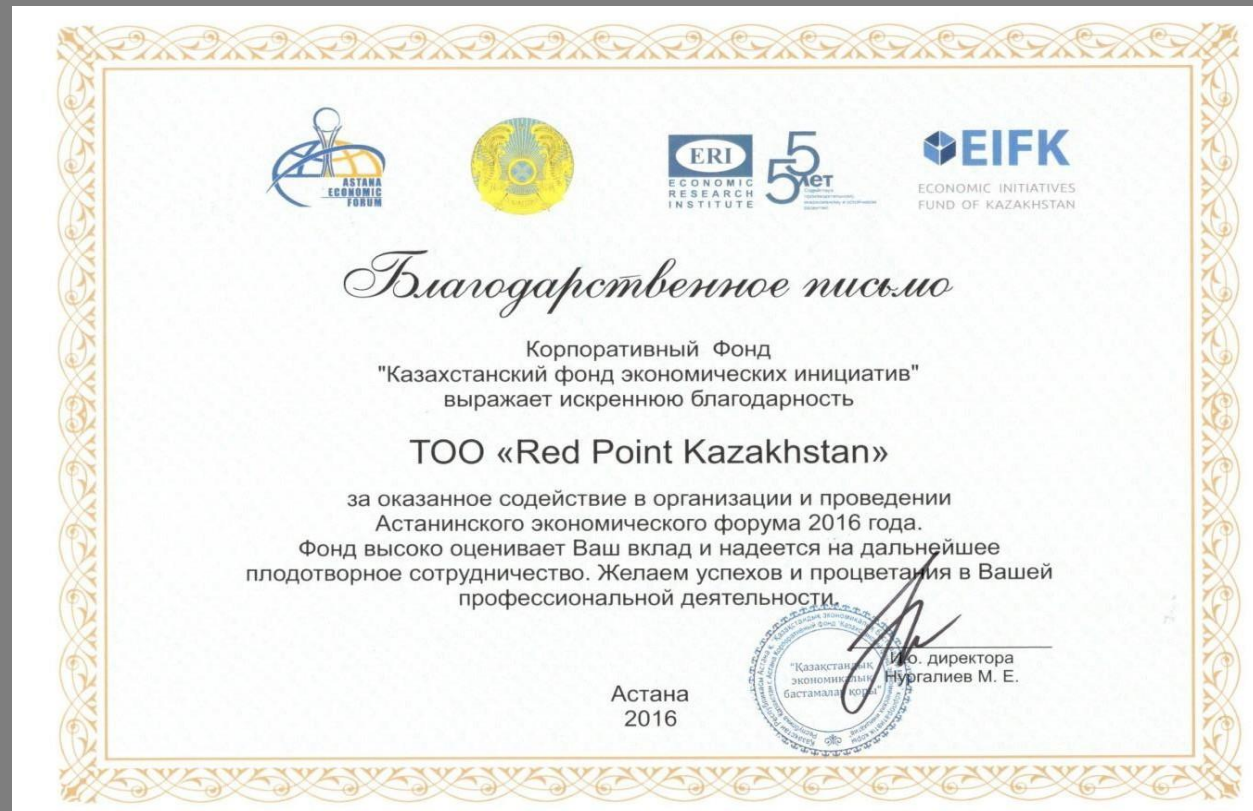 ASTANA
ECONOMIC
FORUM
ERI
ECONOMIC
RESEARCH
INSTITUTE
55 лет
EIFK
ECONOMIC INITIATIVES
FUND OF KAZAKHSTAN
Благодарственное письмо
Корпоративный Фонд
"Казахстанский фонд экономических инициатив"
выражает искреннюю благодарность
ТОО «Red Point Kazakhstan»
за оказанное содействие в организации и проведении
Астанинского экономического форума 2016 года.
Фонд высоко оценивает Ваш вклад и надеется на дальнейшее
плодотворное сотрудничество. Желаем успехов и процветания в Вашей
профессиональной деятельности.
И.о. директора
Нургалиев М. Е.
"Қазақстандық
экономикалық
бастамалар қоры"
Астана
2016